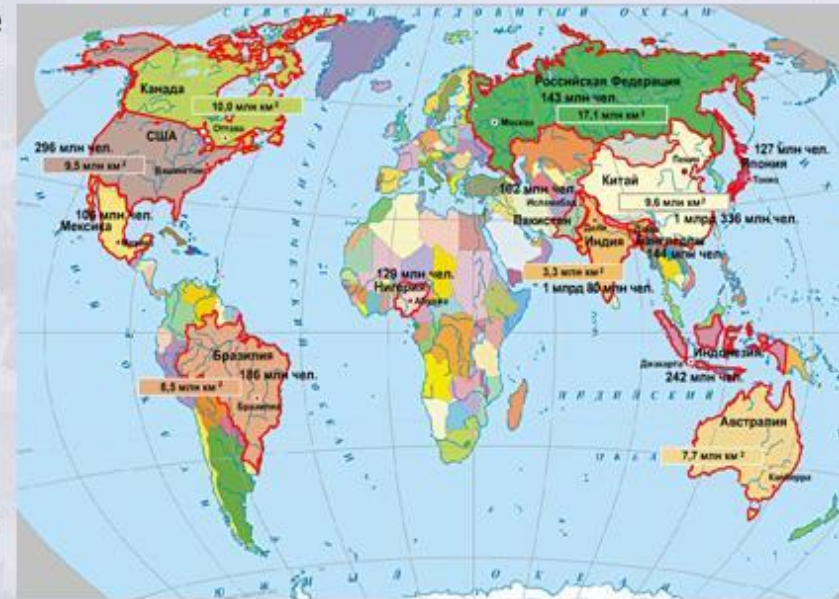 е
С Е В Е Р Н Ы Й Л Е Д О В И Т Ы Й О К Е А Н
Канада
10,0 млн км²
Оттава
Российская Федерация
143 млн чел.
17,1 млн км²
Москва
США
296 млн чел.
9,5 млн км²
Вашингтон
127 млн чел.
Япония
Токио
Пекин
Китай
9,6 млн км²
1 млрд 336 млн чел.
162 млн чел.
Исламабад
Пакистан
Дели
Индия
3,3 млн км²
1 млрд 80 млн чел.
Бангладеш
144 млн чел.
106 млн чел.
Мексика
Мехико
А Т Л А Н Т И Ч Е С К И Й О К Е А Н
129 млн чел.
Нигерия
Абуджа
Бразилия
186 млн чел.
8,5 млн км²
Бразилиа
Индонезия
Джакарта
242 млн чел.
И Н Д И Й С К И Й
О К Е А
Австралия
7,7 млн км²
Канберра
Ю Ж Н Ы Й О К Е А Н